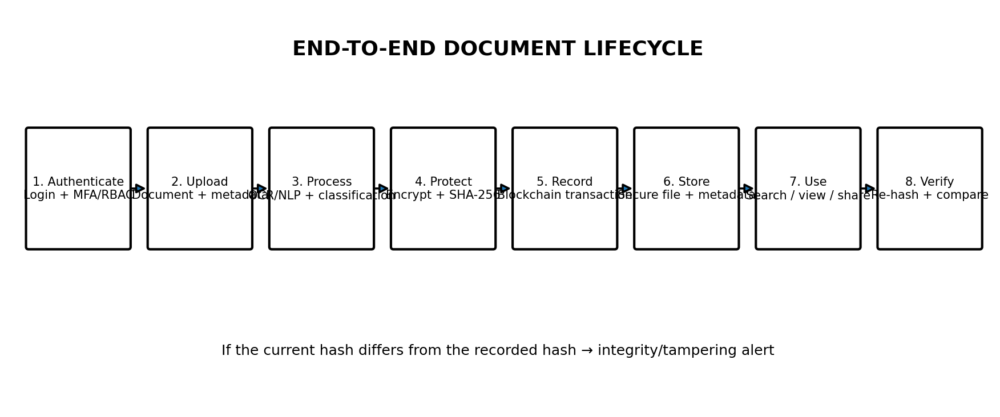 END-TO-END DOCUMENT LIFECYCLE
1. Authenticate
Login + MFA/RBAC
2. Upload
Document + metadata
3. Process
OCR/NLP + classification
4. Protect
Encrypt + SHA-256
5. Record
Blockchain transaction
6. Store
Secure file + metadata
7. Use
Search / view / share
8. Verify
Re-hash + compare
If the current hash differs from the recorded hash → integrity/tampering alert